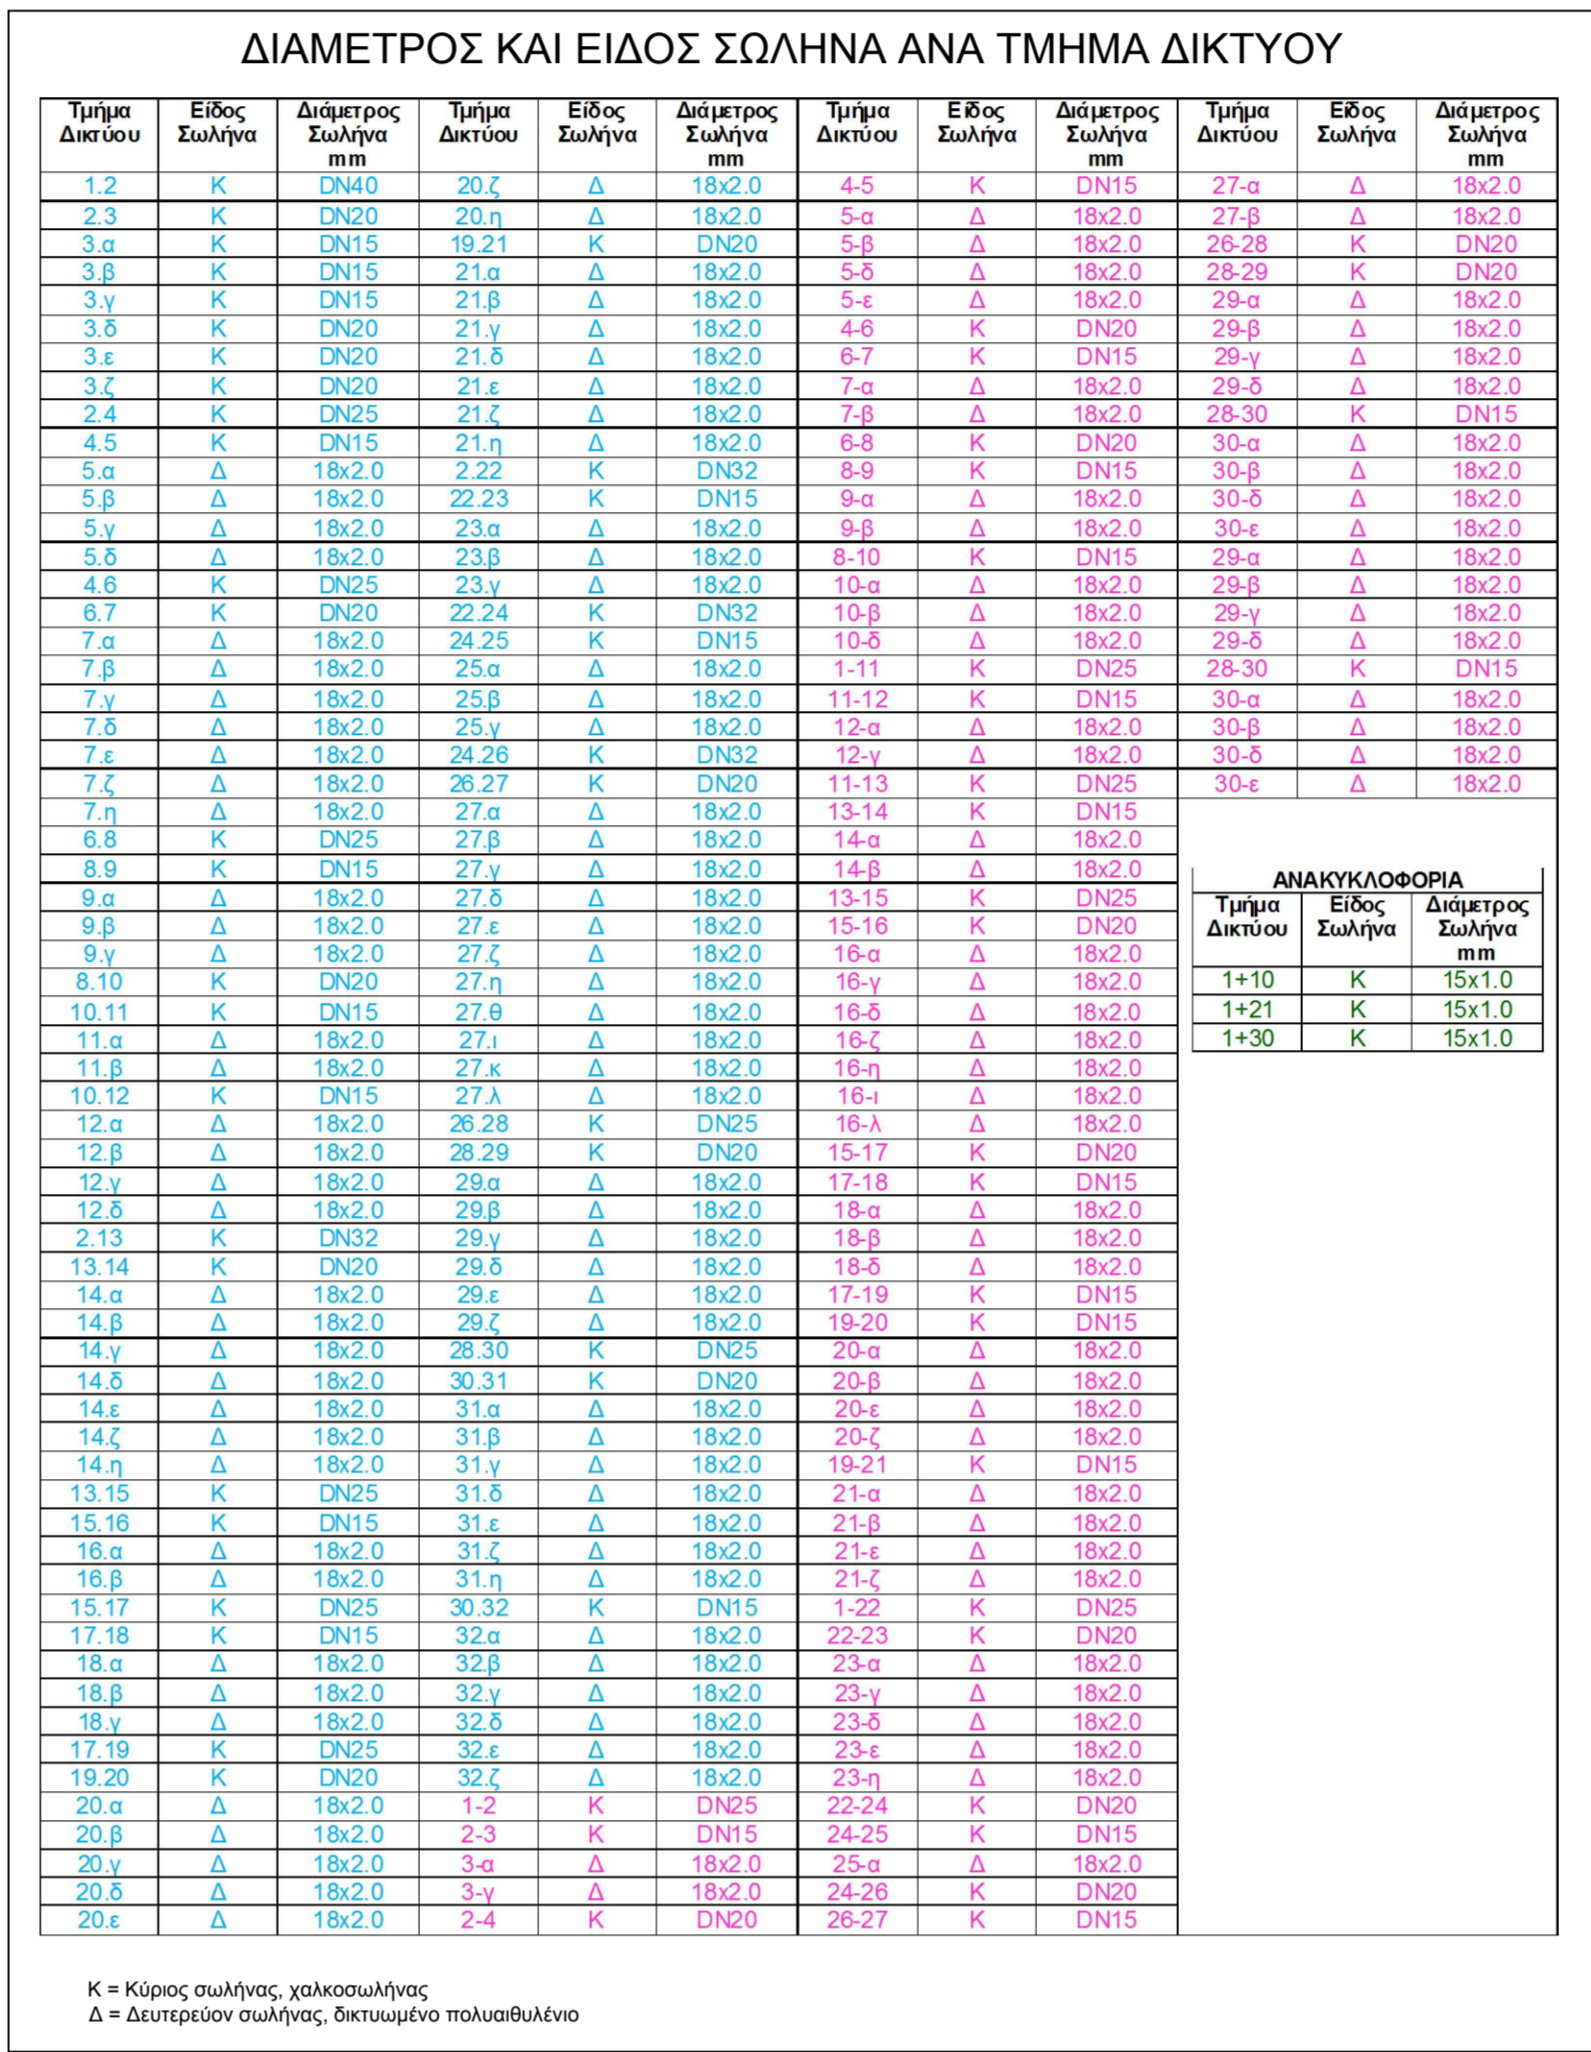 ΔΙΑΜΕΤΡΟΣ ΚΑΙ ΕΙΔΟΣ ΣΩΛΗΝΑ ΑΝΑ ΤΜΗΜΑ ΔΙΚΤΥΟΥ
Τμήμα Είδος Διάμετρος Τμήμα Είδος Διάμετρος Τμήμα Είδος Διάμετρος Τμήμα Είδος Διάμετρος
Δικτύου Σωλήνα Σωλήνα Δικτύου Σωλήνα Σωλήνα Δικτύου Σωλήνα Σωλήνα Δικτύου Σωλήνα Σωλήνα
mm mm mm mm
1.2 Κ DN40 20.ζ Δ 18x2.0 4-5 Κ DN15 27-α Δ 18x2.0
2.3 Κ DN20 20.η Δ 18x2.0 5-α Δ 18x2.0 27-β Δ 18x2.0
3.α Κ DN15 19.21 Κ DN20 5-β Δ 18x2.0 26-28 Κ DN20
3.β Κ DN15 21.α Δ 18x2.0 5-δ Δ 18x2.0 28-29 Κ DN20
3.γ Κ DN15 21.β Δ 18x2.0 5-ε Δ 18x2.0 29-α Δ 18x2.0
3.δ Κ DN20 21.γ Δ 18x2.0 4-6 Κ DN20 29-β Δ 18x2.0
3.ε Κ DN20 21.δ Δ 18x2.0 6-7 Κ DN15 29-γ Δ 18x2.0
3.ζ Κ DN20 21.ε Δ 18x2.0 7-α Δ 18x2.0 29-δ Δ 18x2.0
2.4 Κ DN25 21.ζ Δ 18x2.0 7-β Δ 18x2.0 28-30 Κ DN15
4.5 Κ DN15 21.η Δ 18x2.0 6-8 Κ DN20 30-α Δ 18x2.0
5.α Δ 18x2.0 2.22 Κ DN32 8-9 Κ DN15 30-β Δ 18x2.0
5.β Δ 18x2.0 22.23 Κ DN15 9-α Δ 18x2.0 30-δ Δ 18x2.0
5.γ Δ 18x2.0 23.α Δ 18x2.0 9-β Δ 18x2.0 30-ε Δ 18x2.0
5.δ Δ 18x2.0 23.β Δ 18x2.0 8-10 Κ DN15 29-α Δ 18x2.0
4.6 Κ DN25 23.γ Δ 18x2.0 10-α Δ 18x2.0 29-β Δ 18x2.0
6.7 Κ DN20 22.24 Κ DN32 10-β Δ 18x2.0 29-γ Δ 18x2.0
7.α Δ 18x2.0 24.25 Κ DN15 10-δ Δ 18x2.0 29-δ Δ 18x2.0
7.β Δ 18x2.0 25.α Δ 18x2.0 1-11 Κ DN25 28-30 Κ DN15
7.γ Δ 18x2.0 25.β Δ 18x2.0 11-12 Κ DN15 30-α Δ 18x2.0
7.δ Δ 18x2.0 25.γ Δ 18x2.0 12-α Δ 18x2.0 30-β Δ 18x2.0
7.ε Δ 18x2.0 24.26 Κ DN32 12-γ Δ 18x2.0 30-δ Δ 18x2.0
7.ζ Δ 18x2.0 26.27 Κ DN20 11-13 Κ DN25 30-ε Δ 18x2.0
7.η Δ 18x2.0 27.α Δ 18x2.0 13-14 Κ DN15
6.8 Κ DN25 27.β Δ 18x2.0 14-α Δ 18x2.0
8.9 Κ DN15 27.γ Δ 18x2.0 14-β Δ 18x2.0
9.α Δ 18x2.0 27.δ Δ 18x2.0 13-15 Κ DN25
9.β Δ 18x2.0 27.ε Δ 18x2.0 15-16 Κ DN20
9.γ Δ 18x2.0 27.ζ Δ 18x2.0 16-α Δ 18x2.0
8.10 Κ DN20 27.η Δ 18x2.0 16-γ Δ 18x2.0
10.11 Κ DN15 27.θ Δ 18x2.0 16-δ Δ 18x2.0
11.α Δ 18x2.0 27.ι Δ 18x2.0 16-ζ Δ 18x2.0
11.β Δ 18x2.0 27.κ Δ 18x2.0 16-η Δ 18x2.0
10.12 Κ DN15 27.λ Δ 18x2.0 16-ι Δ 18x2.0
12.α Δ 18x2.0 26.28 Κ DN25 16-λ Δ 18x2.0
12.β Δ 18x2.0 28.29 Κ DN20 15-17 Κ DN20
12.γ Δ 18x2.0 29.α Δ 18x2.0 17-18 Κ DN15
12.δ Δ 18x2.0 29.β Δ 18x2.0 18-α Δ 18x2.0
2.13 Κ DN32 29.γ Δ 18x2.0 18-β Δ 18x2.0
13.14 Κ DN20 29.δ Δ 18x2.0 18-δ Δ 18x2.0
14.α Δ 18x2.0 29.ε Δ 18x2.0 17-19 Κ DN15
14.β Δ 18x2.0 29.ζ Δ 18x2.0 19-20 Κ DN15
14.γ Δ 18x2.0 28.30 Κ DN25 20-α Δ 18x2.0
14.δ Δ 18x2.0 30.31 Κ DN20 20-β Δ 18x2.0
14.ε Δ 18x2.0 31.α Δ 18x2.0 20-ε Δ 18x2.0
14.ζ Δ 18x2.0 31.β Δ 18x2.0 20-ζ Δ 18x2.0
14.η Δ 18x2.0 31.γ Δ 18x2.0 19-21 Κ DN15
13.15 Κ DN25 31.δ Δ 18x2.0 21-α Δ 18x2.0
15.16 Κ DN15 31.ε Δ 18x2.0 21-β Δ 18x2.0
16.α Δ 18x2.0 31.ζ Δ 18x2.0 21-ε Δ 18x2.0
16.β Δ 18x2.0 31.η Δ 18x2.0 21-ζ Δ 18x2.0
15.17 Κ DN25 30.32 Κ DN15 1-22 Κ DN25
17.18 Κ DN15 32.α Δ 18x2.0 22-23 Κ DN20
18.α Δ 18x2.0 32.β Δ 18x2.0 23-α Δ 18x2.0
18.β Δ 18x2.0 32.γ Δ 18x2.0 23-γ Δ 18x2.0
18.γ Δ 18x2.0 32.δ Δ 18x2.0 23-δ Δ 18x2.0
17.19 Κ DN25 32.ε Δ 18x2.0 23-ε Δ 18x2.0
19.20 Κ DN20 32.ζ Δ 18x2.0 23-η Δ 18x2.0
20.α Δ 18x2.0 1-2 Κ DN25 22-24 Κ DN20
20.β Δ 18x2.0 2-3 Κ DN15 24-25 Κ DN15
20.γ Δ 18x2.0 3-α Δ 18x2.0 25-α Δ 18x2.0
20.δ Δ 18x2.0 3-γ Δ 18x2.0 24-26 Κ DN20
20.ε Δ 18x2.0 2-4 Κ DN20 26-27 Κ DN15
ΑΝΑΚΥΚΛΟΦΟΡΙΑ
Τμήμα Είδος Διάμετρος
Δικτύου Σωλήνα Σωλήνα
mm
1+10 Κ 15x1.0
1+21 Κ 15x1.0
1+30 Κ 15x1.0
Κ = Κύριος σωλήνας, χαλκοσωλήνας
Δ = Δευτερεύον σωλήνας, δικτυωμένο πολυαιθυλένιο